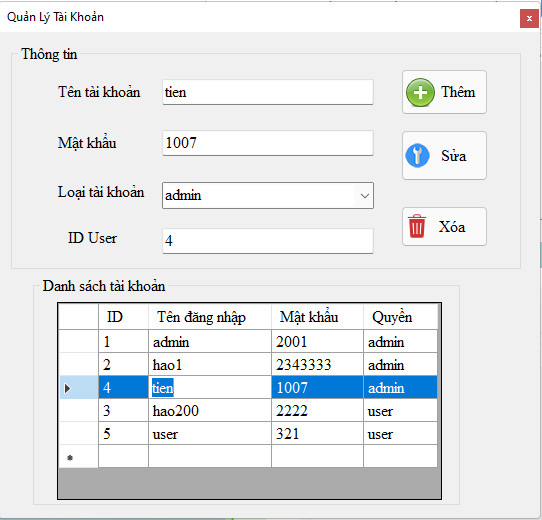 Quản Lý Tài Khoản
x
Thông tin
Tên tài khoản tien Thêm
Mật khẩu 1007 Sửa
Loại tài khoản admin
ID User 4 Xóa
Danh sách tài khoản
ID Tên đăng nhập Mật khẩu Quyền
1 admin 2001 admin
2 hao1 2343333 admin
4 tien 1007 admin
3 hao200 2222 user
5 user 321 user
*